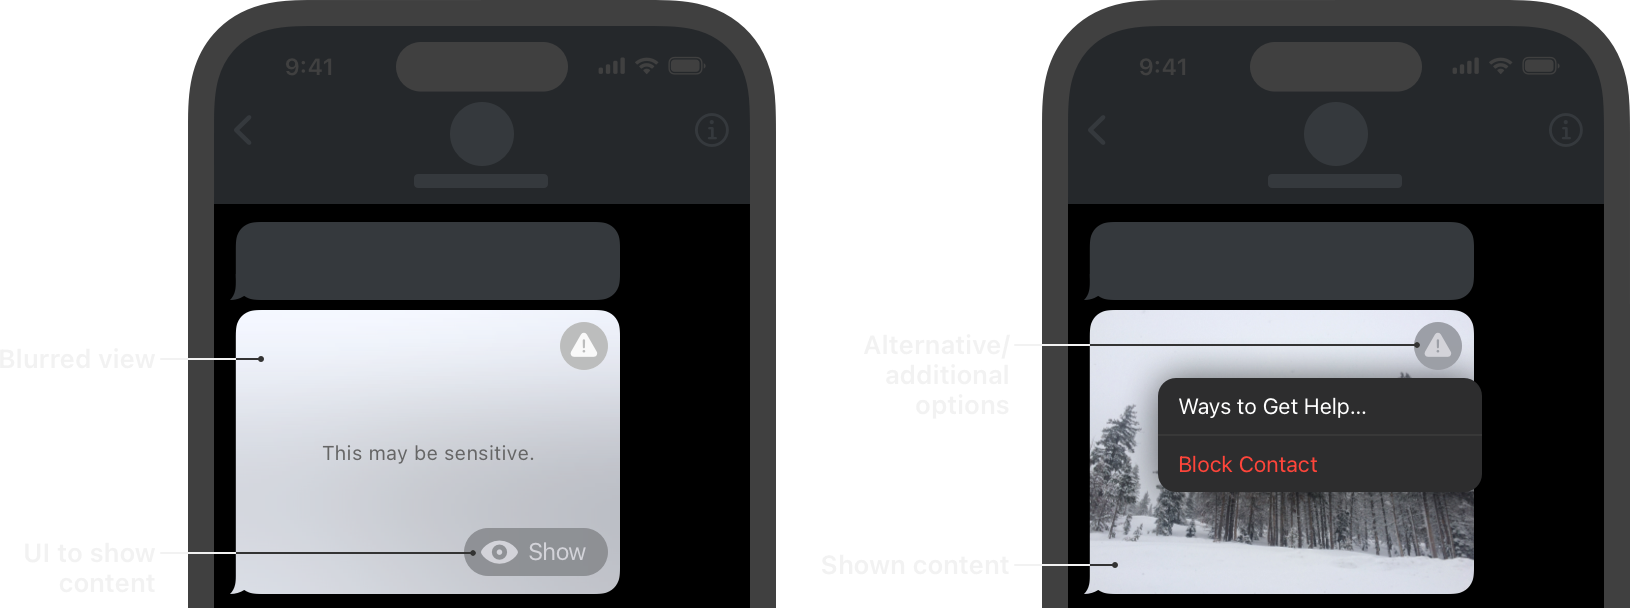 9:41
Blurred view
This may be sensitive.
UI to show
content
Show
9:41
Alternative/
additional
options
Ways to Get Help...
Block Contact
Shown content